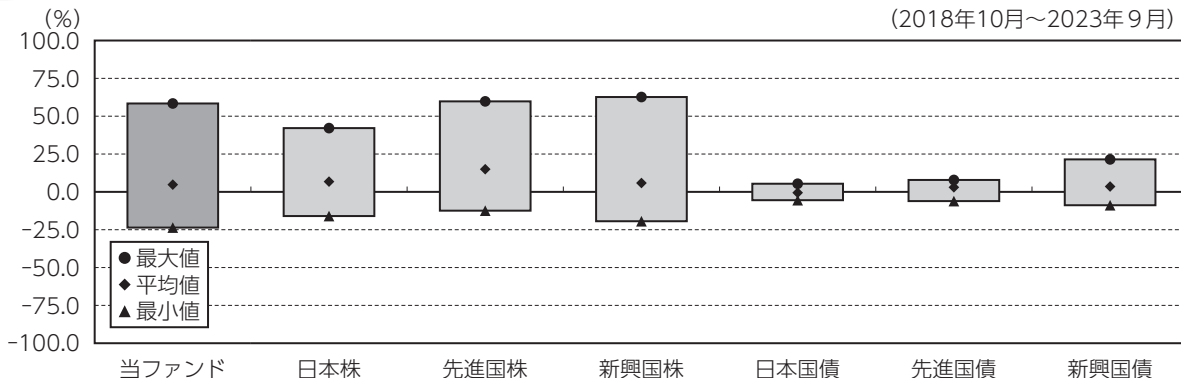 (%)
(2018年10月～2023年９月)
100.0
75.0
50.0
25.0
0.0
−25.0
−50.0
−75.0
−100.0
●最大値
◆平均値
▲最小値
当ファンド 日本株 先進国株 新興国株 日本国債 先進国債 新興国債